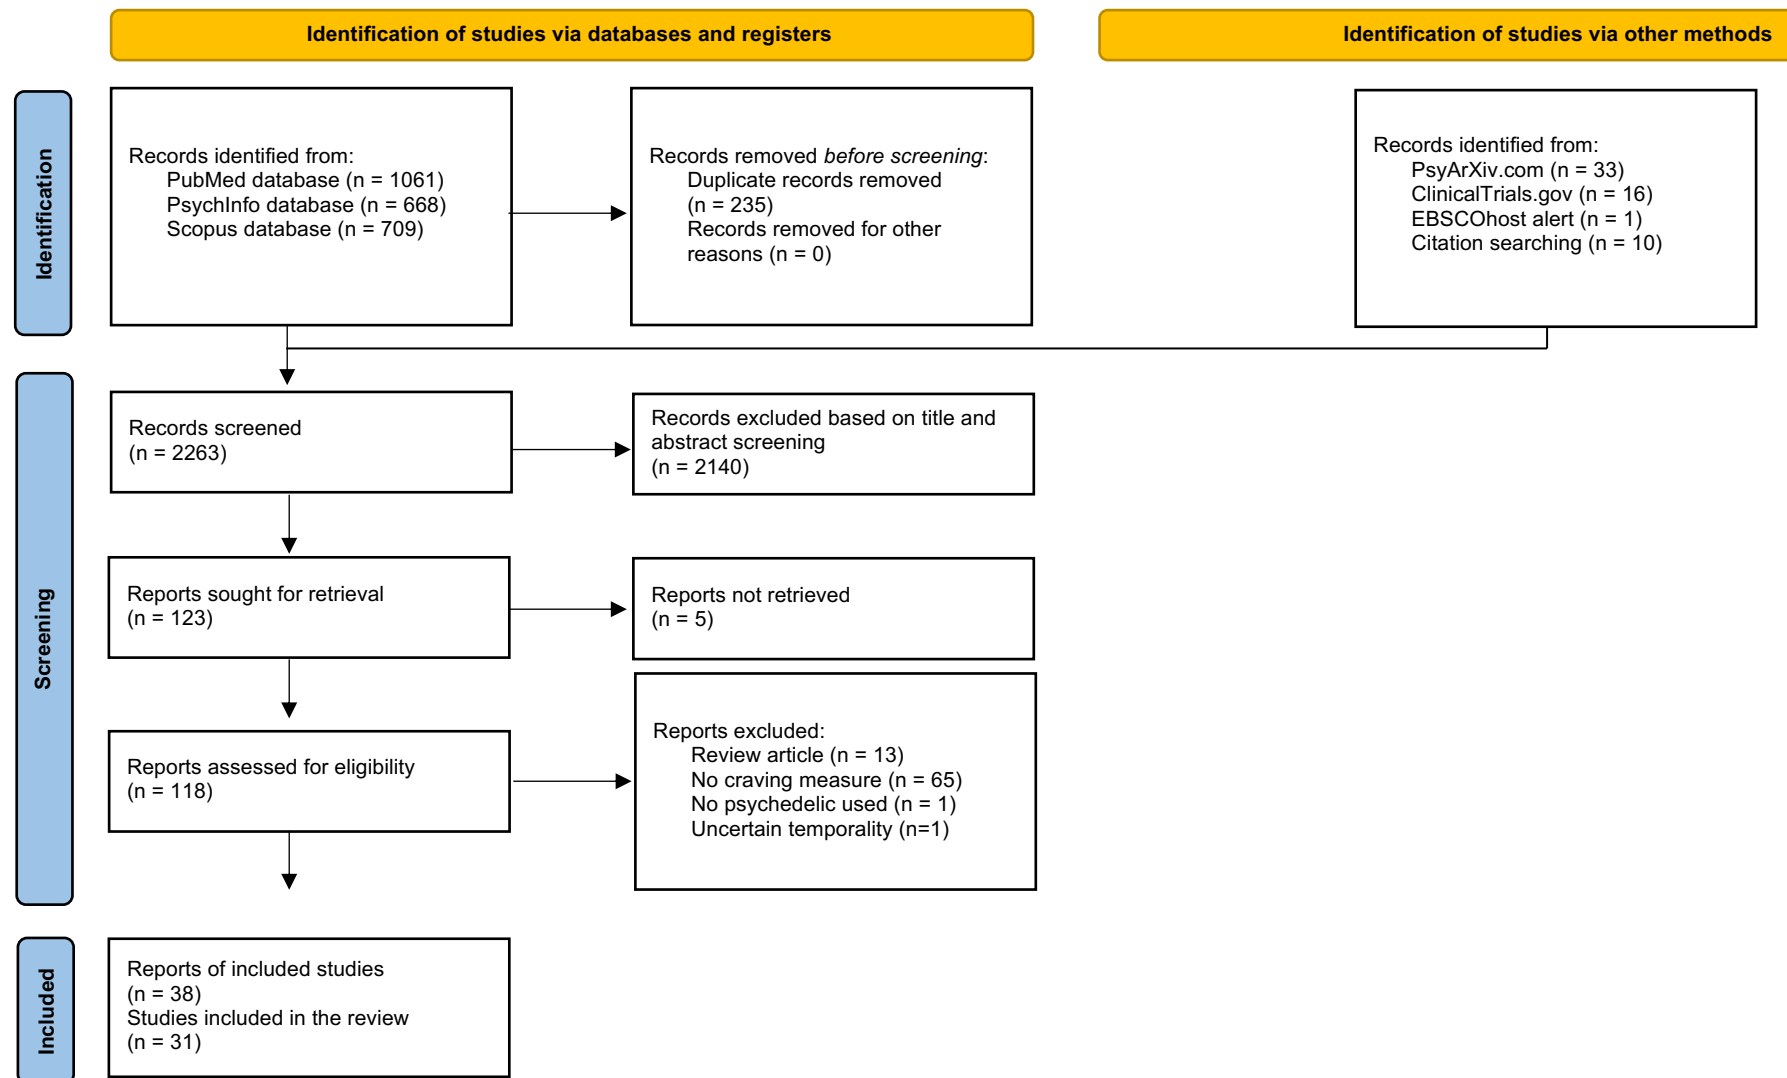 Identification of studies via databases and registers
Identification of studies via other methods
Identification
Records identified from:
PubMed database (n = 1061)
PsychInfo database (n = 668)
Scopus database (n = 709)
Records removed before screening:
Duplicate records removed
(n = 235)
Records removed for other
reasons (n = 0)
Records identified from:
PsyArXiv.com (n = 33)
ClinicalTrials.gov (n = 16)
EBSCOhost alert (n = 1)
Citation searching (n = 10)
Screening
Records screened
(n = 2263)
Records excluded based on title and
abstract screening
(n = 2140)
Reports sought for retrieval
(n = 123)
Reports not retrieved
(n = 5)
Reports assessed for eligibility
(n = 118)
Reports excluded:
Review article (n = 13)
No craving measure (n = 65)
No psychedelic used (n = 1)
Uncertain temporality (n=1)
Included
Reports of included studies
(n = 38)
Studies included in the review
(n = 31)